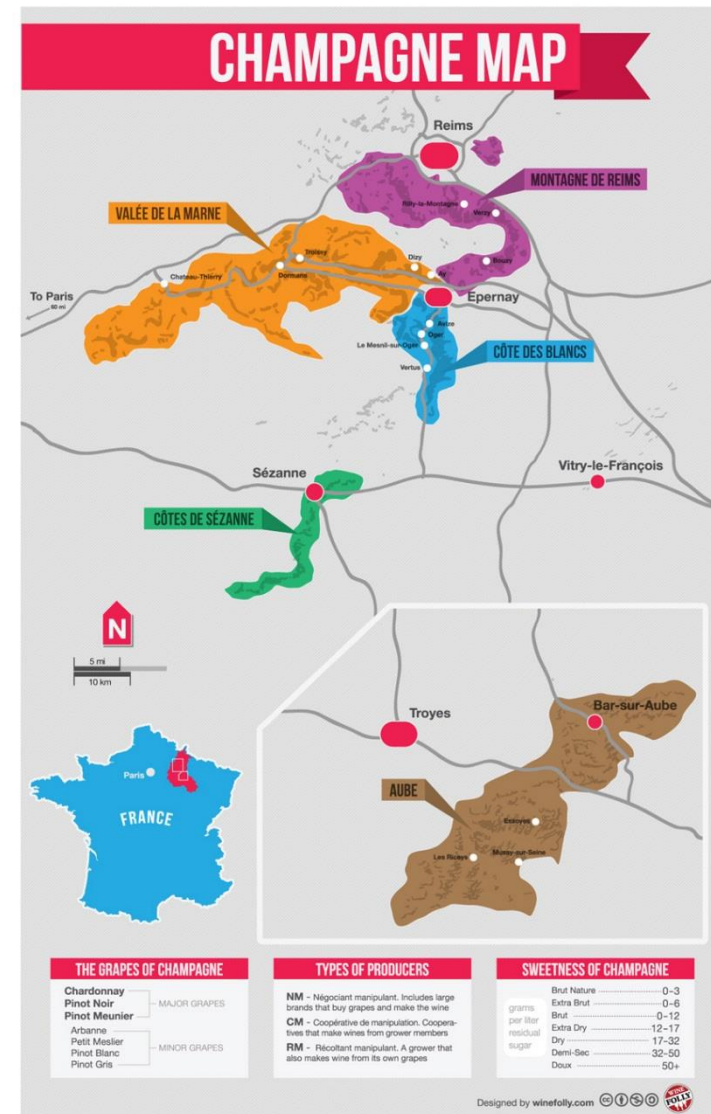 CHAMPAGNE MAP
Reims
MONTAGNE DE REIMS
Rilly-la-Montagne
Verzy
VALÉE DE LA MARNE
Bouzy
Troissy
Dizy
Chateau-Thierry
Dormans
Ay
To Paris
60 mi
Epernay
Avize
Oger
Le Mesnil-sur-Oger
CÔTE DES BLANCS
Vertus
Sézanne
Vitry-le-François
CÔTES DE SÉZANNE
N
5 mi
10 km
Troyes
Bar-sur-Aube
AUBE
Essoyes
Les Riceys
Mussy-sur-Seine
Paris
FRANCE
THE GRAPES OF CHAMPAGNE
Chardonnay
Pinot Noir
Pinot Meunier
MAJOR GRAPES
Arbanne
Petit Meslier
Pinot Blanc
Pinot Gris
MINOR GRAPES
TYPES OF PRODUCERS
NM - Négociant manipulant. Includes large
brands that buy grapes and make the wine
CM - Coopérative de manipulation. Coopera-
tives that make wines from grower members
RM - Récoltant manipulant. A grower that
also makes wine from its own grapes
SWEETNESS OF CHAMPAGNE
grams
per liter
residual
sugar
Brut Nature 0-3
Extra Brut 0-6
Brut 0-12
Extra Dry 12-17
Dry 17-32
Demi-Sec 32-50
Doux 50+
Designed by winefolly.com
WINE
FOLLY